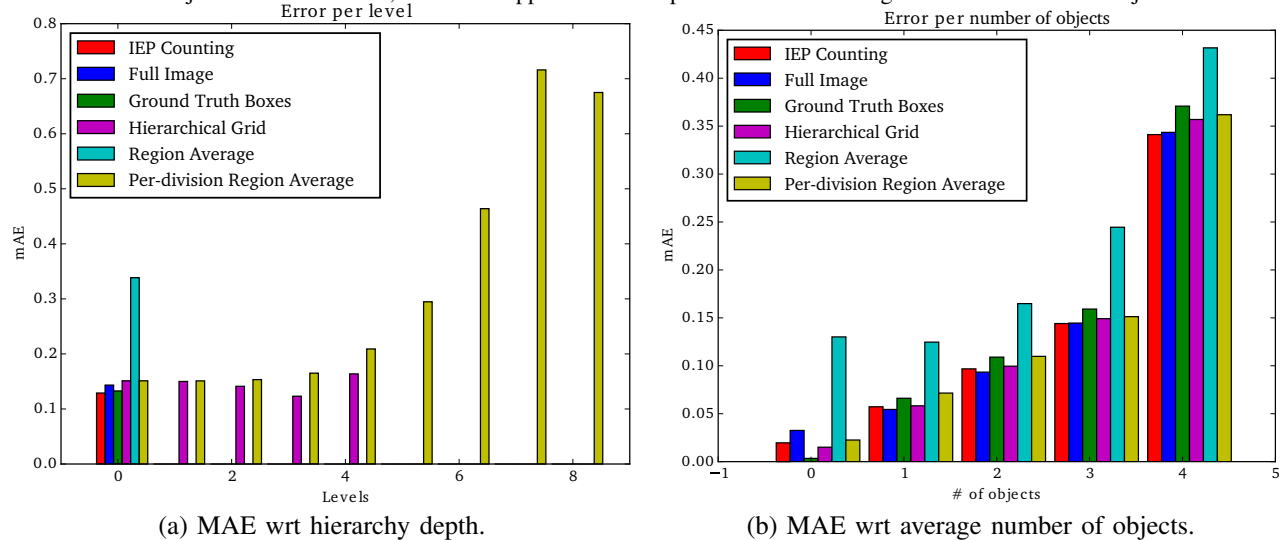 Error per level
0.8
0.7
0.6
0.5
0.4
0.3
0.2
0.1
0.0
mAE
IEP Counting
Full Image
Ground Truth Boxes
Hierarchical Grid
Region Average
Per-division Region Average
0 2 4 6 8
Levels
(a) MAE wrt hierarchy depth.
Error per number of objects
0.45
0.40
0.35
0.30
0.25
0.20
0.15
0.10
0.05
0.00
mAE
IEP Counting
Full Image
Ground Truth Boxes
Hierarchical Grid
Region Average
Per-division Region Average
−1 0 1 2 3 4 5
# of objects
(b) MAE wrt average number of objects.